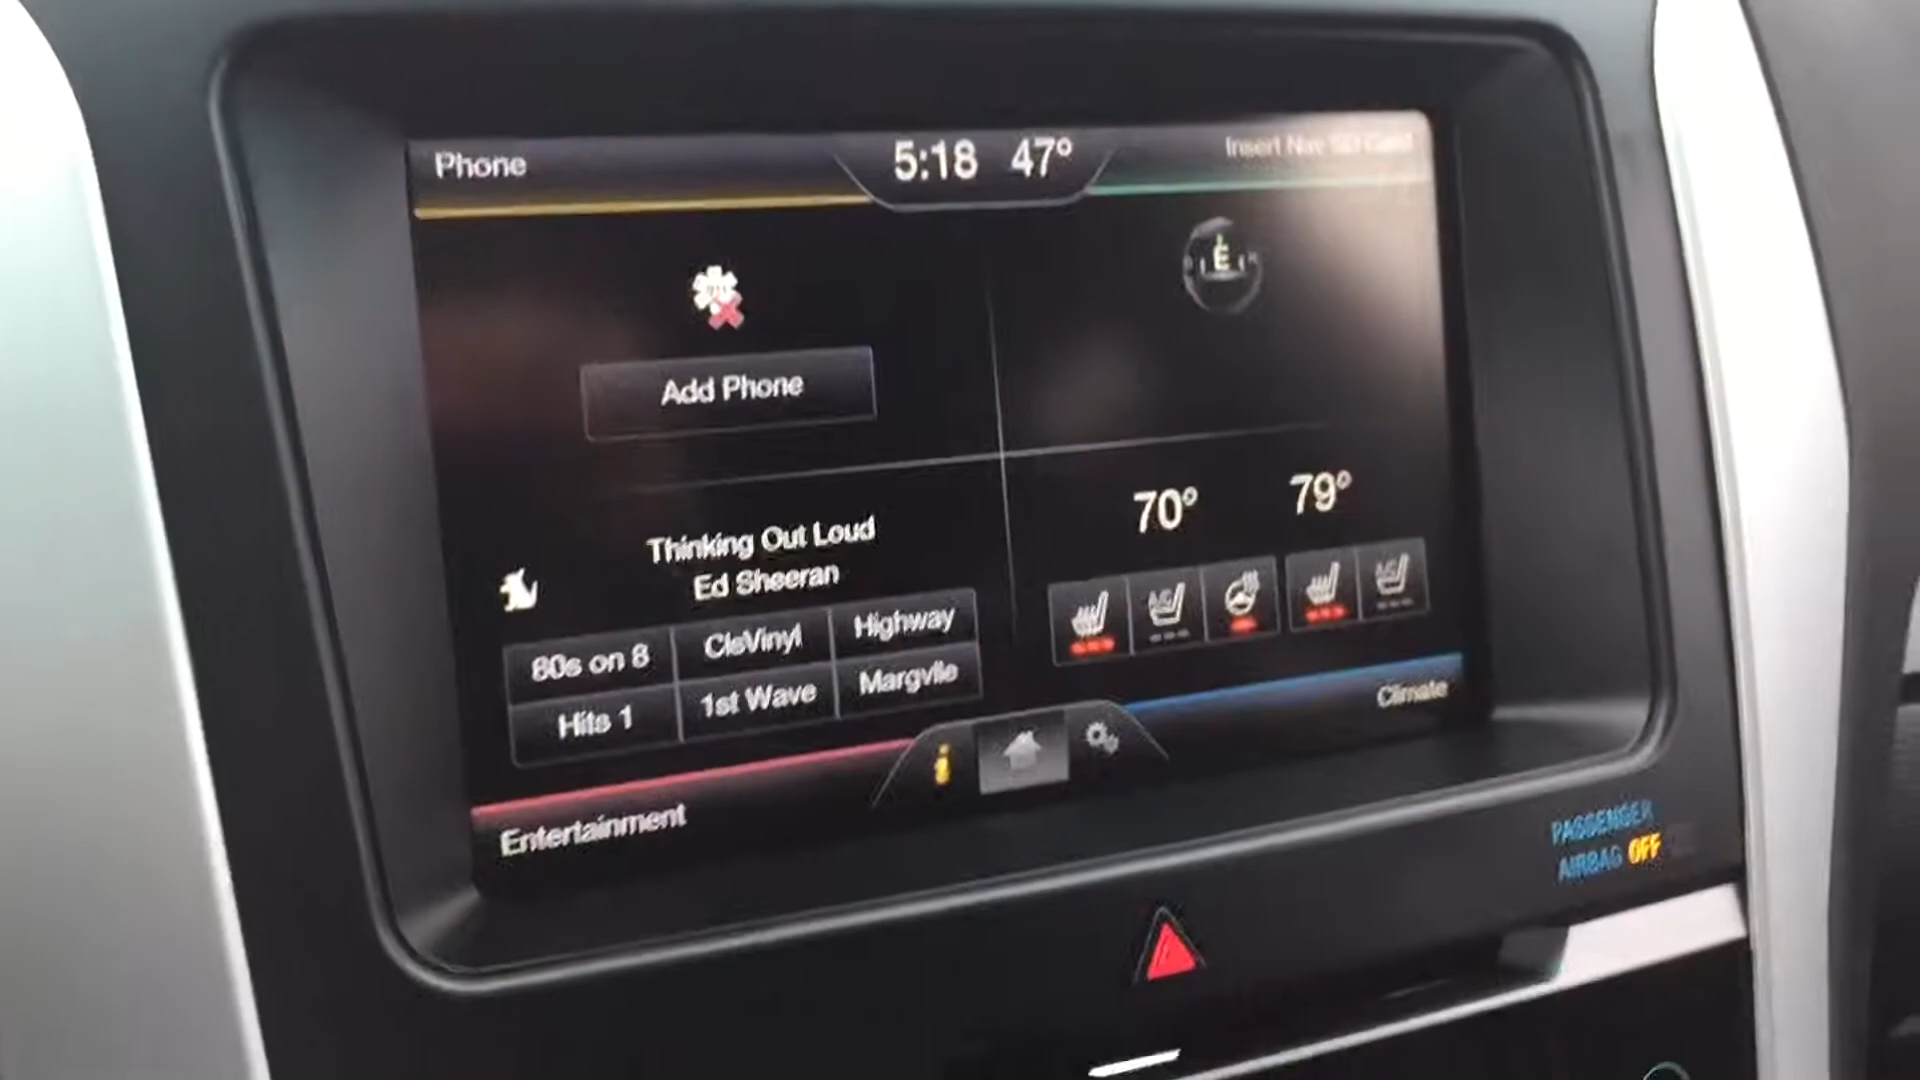 Phone
5:18 47°
Insert Nav SD Card
E
Add Phone
70° 79°
Thinking Out Loud
Ed Sheeran
80s on 8
ClsVinyl
Highway
Hits 1
1st Wave
Margvlle
A/C
A/C
i
Climate
Entertainment
PASSENGER
AIRBAG OFF